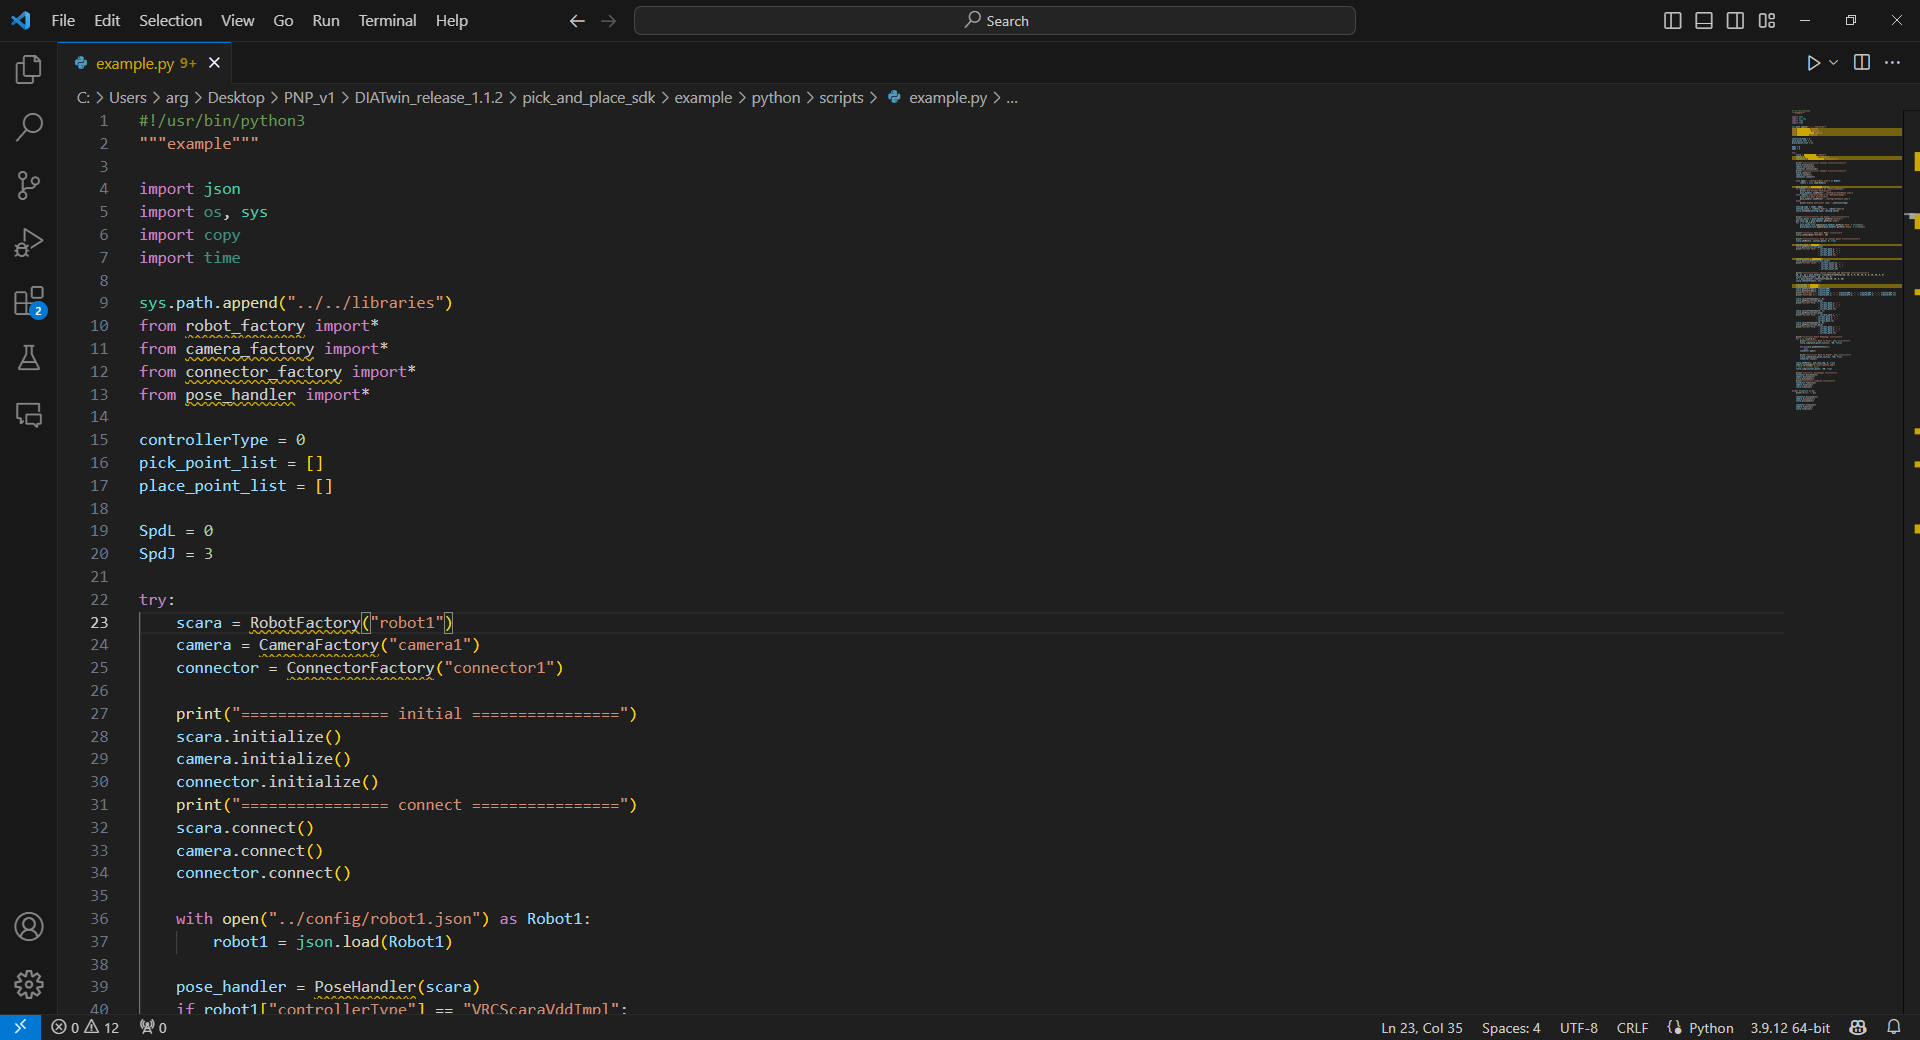 File Edit Selection View Go Run Terminal Help Search
example.py 9+
C: > Users > arg > Desktop > PNP_v1 > DIATwin_release_1.1.2 > pick_and_place_sdk > example > python > scripts > example.py > ...
1 #!/usr/bin/python3
2 """example"""
3
4 import json
5 import os, sys
6 import copy
7 import time
8
9 sys.path.append("../../libraries")
10 from robot_factory import*
11 from camera_factory import*
12 from connector_factory import*
13 from pose_handler import*
14
15 controllerType = 0
16 pick_point_list = []
17 place_point_list = []
18
19 SpdL = 0
20 SpdJ = 3
21
22 try:
23 scara = RobotFactory("robot1")
24 camera = CameraFactory("camera1")
25 connector = ConnectorFactory("connector1")
26
27 print("================ initial ================")
28 scara.initialize()
29 camera.initialize()
30 connector.initialize()
31 print("================ connect ================")
32 scara.connect()
33 camera.connect()
34 connector.connect()
35
36 with open("../config/robot1.json") as Robot1:
37 robot1 = json.load(Robot1)
38
39 pose_handler = PoseHandler(scara)
40 if robot1["controllerType"] == "VRCScaraVddImpl":
2
0 12 0 Ln 23, Col 35 Spaces: 4 UTF-8 CRLF Python 3.9.12 64-bit